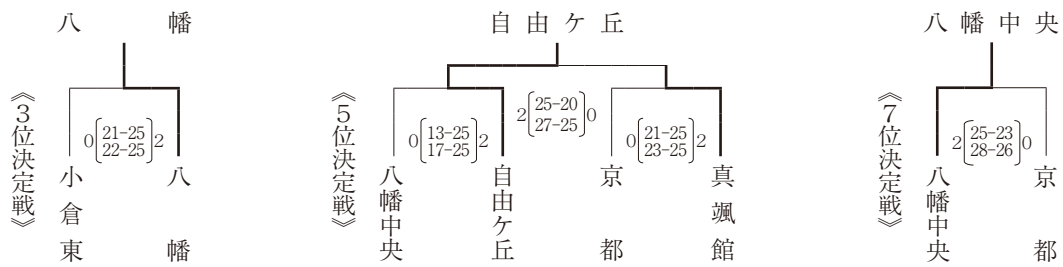 八幡
《3位決定戦》
0 21-25 2
22-25
小倉東
八幡
自由ケ丘
《5位決定戦》
2 25-20 0
27-25
0 13-25 2
17-25
0 21-25 2
23-25
八幡中央
自由ケ丘
京都
真颯館
八幡中央
《7位決定戦》
2 25-23 0
28-26
八幡中央
京都